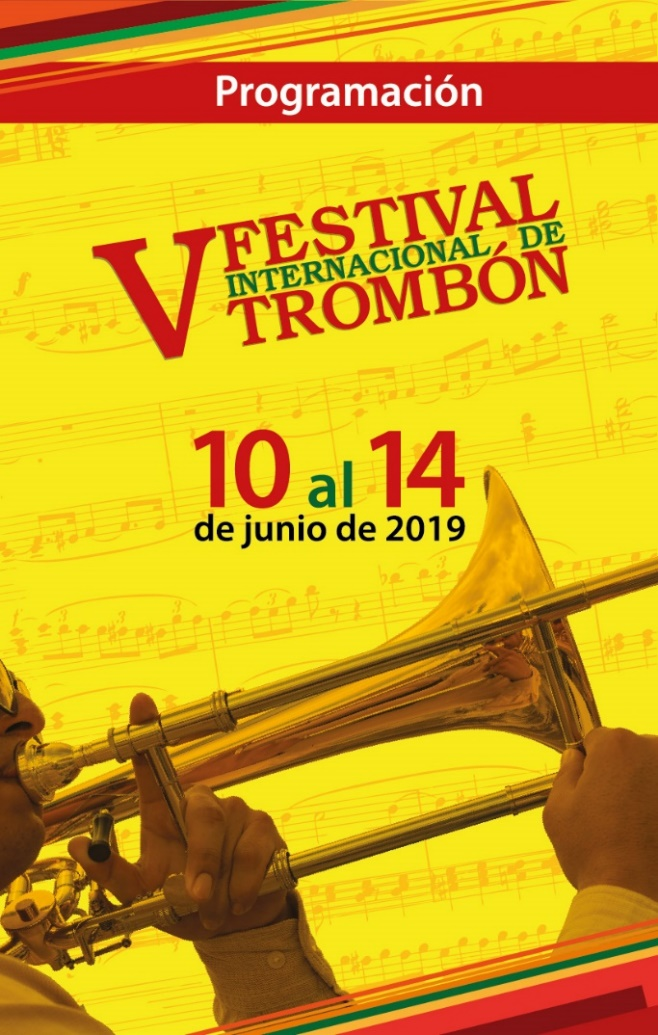 Programación
V FESTIVAL
INTERNACIONAL DE
TROMBÓN
10 al 14
de junio de 2019